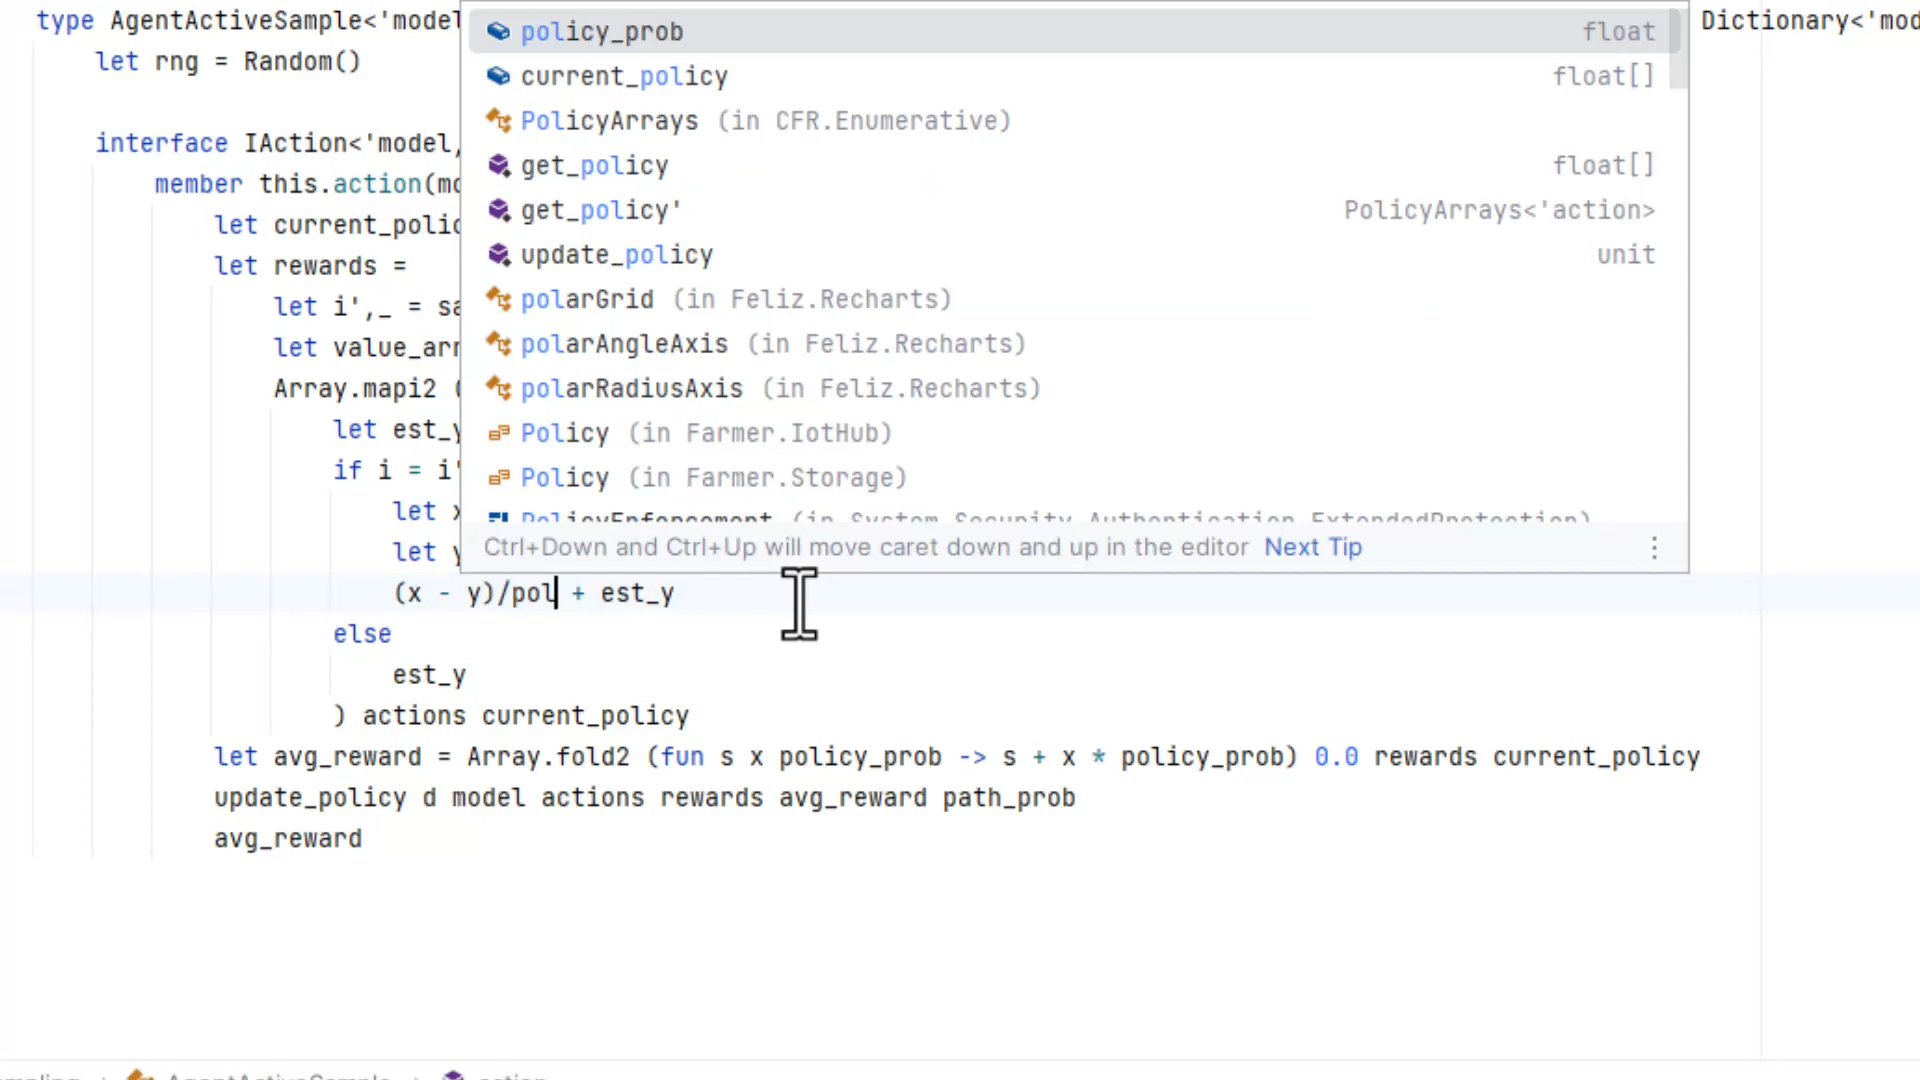 type AgentActiveSample<'model
Dictionary<'mod
let rng = Random()
interface IAction<'model,
member this.action(mo
let current_polic
let rewards =
let i',_ = sa
let value_arr
Array.mapi2 (
let est_y
if i = i'
let x
let y
(x - y)/pol + est_y
else
est_y
) actions current_policy
let avg_reward = Array.fold2 (fun s x policy_prob -> s + x * policy_prob) 0.0 rewards current_policy
update_policy d model actions rewards avg_reward path_prob
avg_reward
policy_prob float
current_policy float[]
PolicyArrays (in CFR.Enumerative)
get_policy float[]
get_policy' PolicyArrays<'action>
update_policy unit
polarGrid (in Feliz.Recharts)
polarAngleAxis (in Feliz.Recharts)
polarRadiusAxis (in Feliz.Recharts)
Policy (in Farmer.IotHub)
Policy (in Farmer.Storage)
PolicyEnforcement (in System.Security.Authentication.ExtendedProtection)
Ctrl+Down and Ctrl+Up will move caret down and up in the editor Next Tip
AgentActiveSample > action